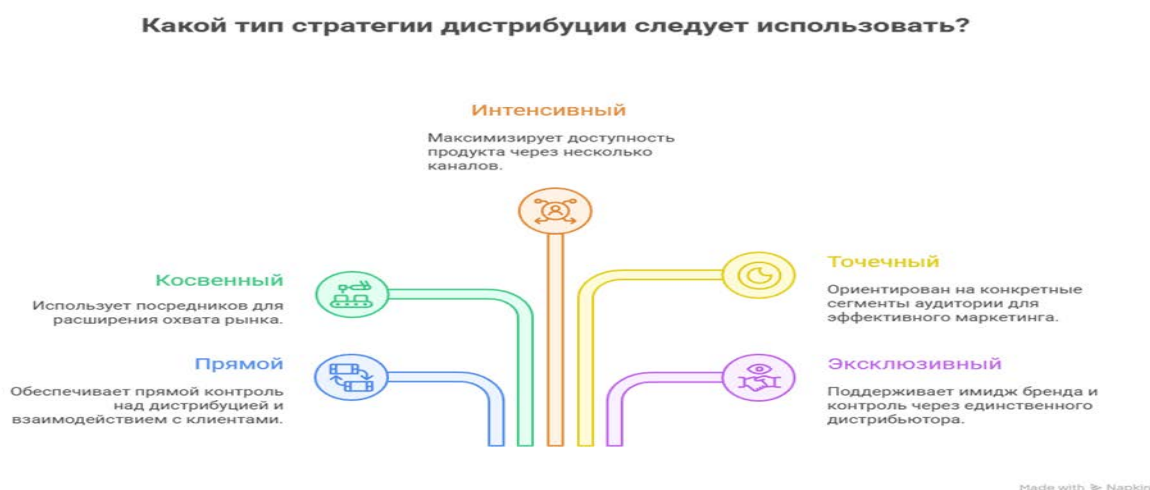 Какой тип стратегии дистрибуции следует использовать?
Интенсивный
Максимизирует доступность
продукта через несколько
каналов.
Косвенный
Использует посредников для
расширения охвата рынка.
Прямой
Обеспечивает прямой контроль
над дистрибуцией и
взаимодействием с клиентами.
Точечный
Ориентирован на конкретные
сегменты аудитории для
эффективного маркетинга.
Эксклюзивный
Поддерживает имидж бренда и
контроль через единственного
дистрибьютора.
Made with Napkin